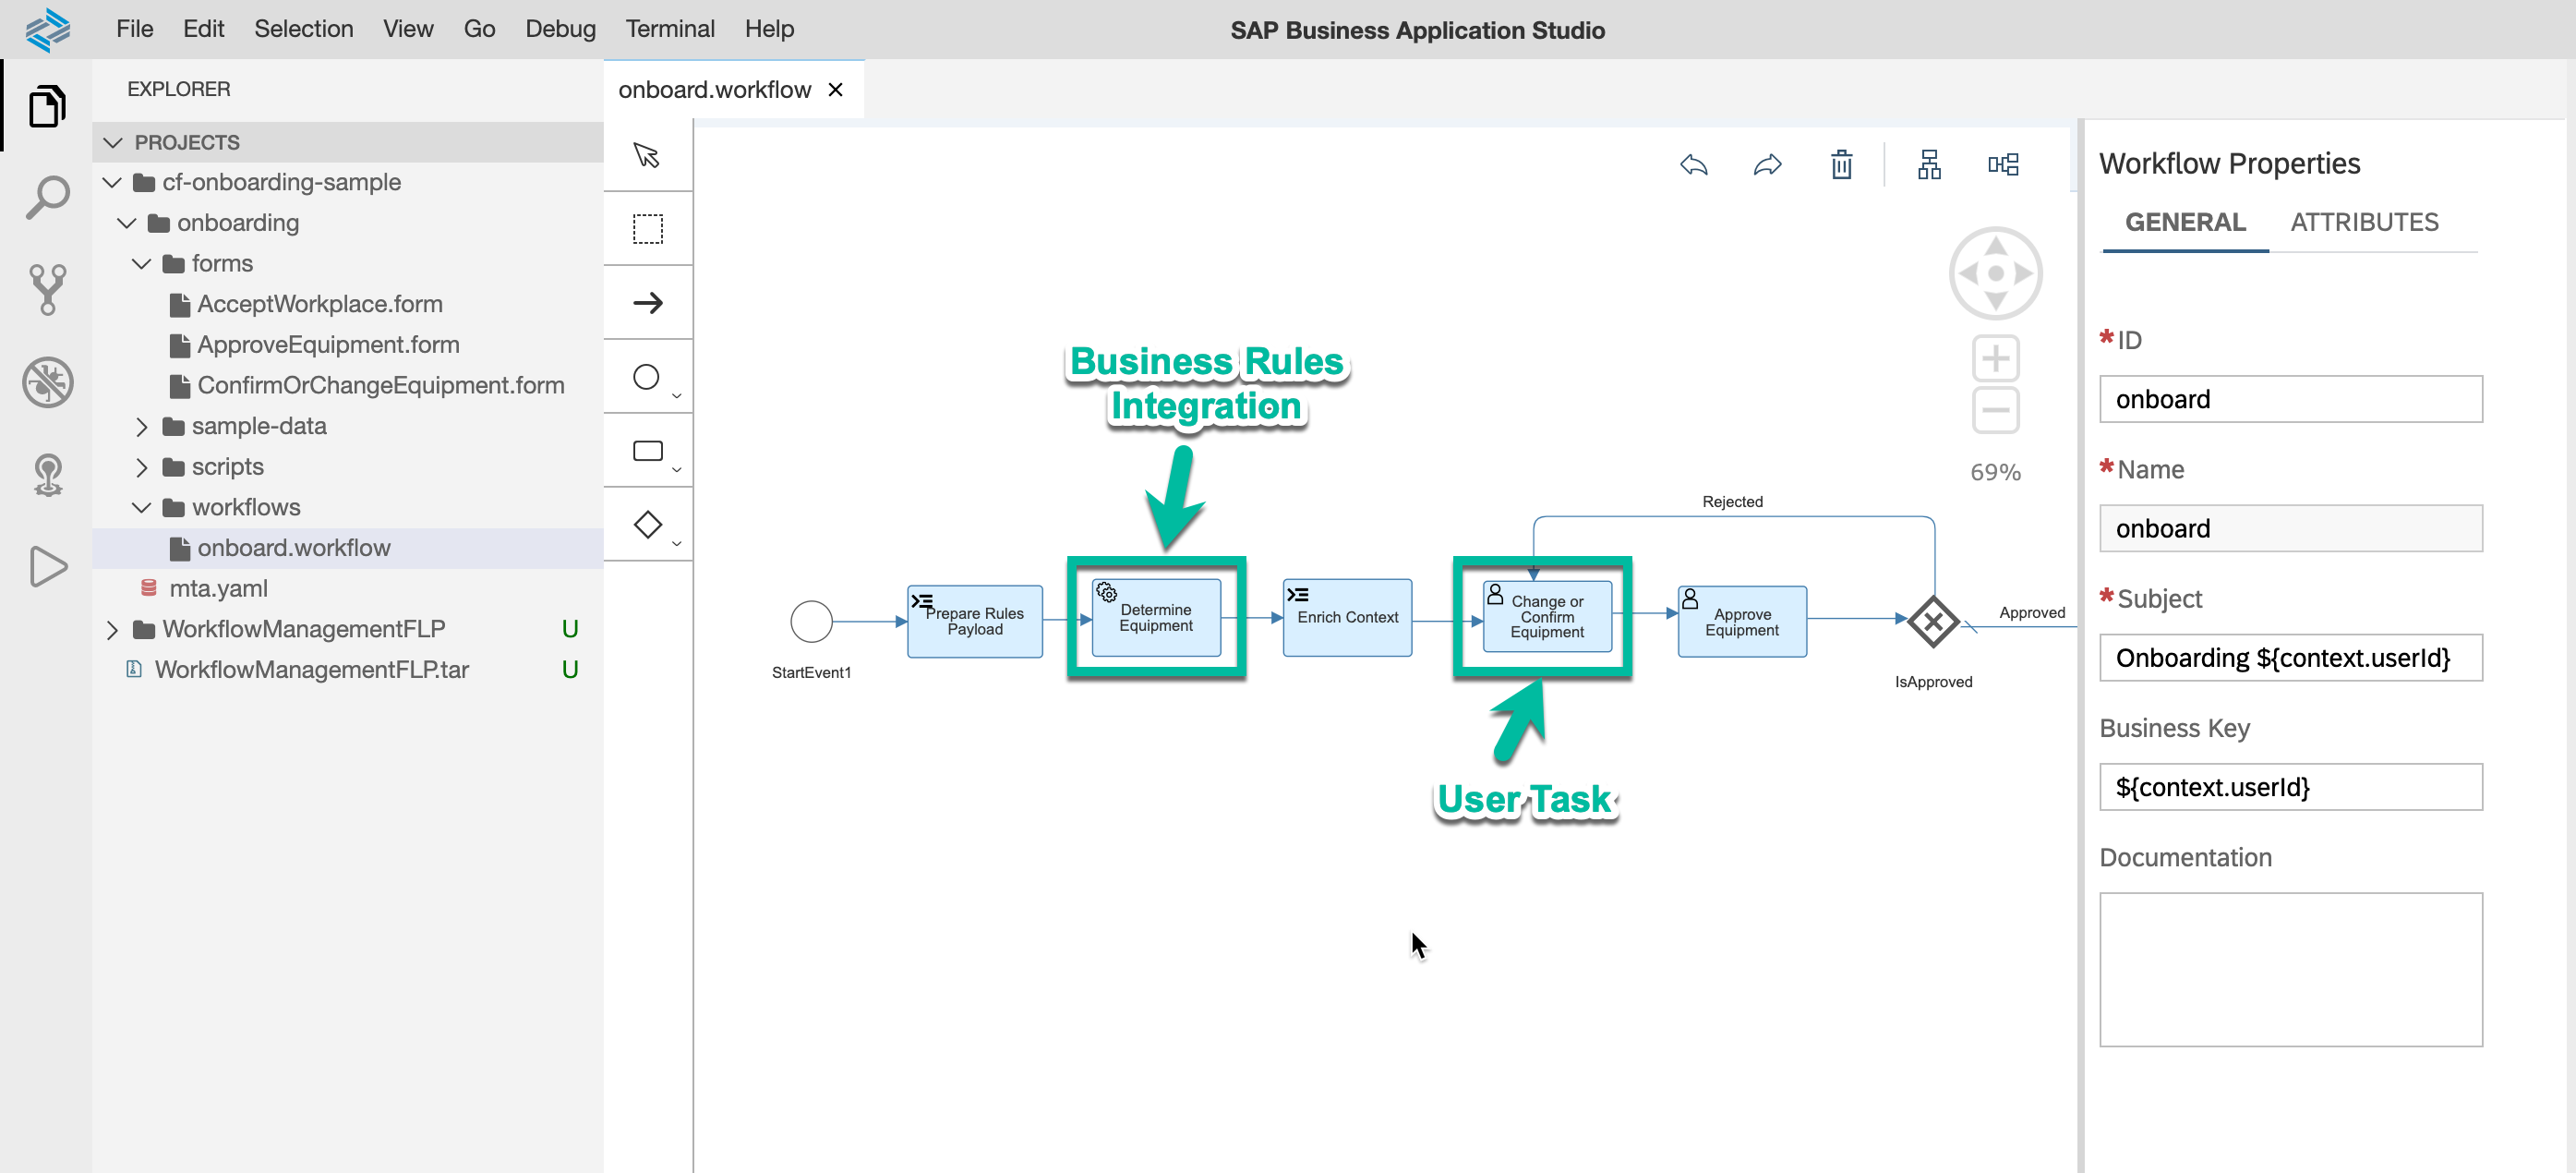 File Edit Selection View Go Debug Terminal Help
SAP Business Application Studio
EXPLORER
PROJECTS
cf-onboarding-sample
onboarding
forms
AcceptWorkplace.form
ApproveEquipment.form
ConfirmOrChangeEquipment.form
sample-data
scripts
workflows
onboard.workflow
mta.yaml
WorkflowManagementFLP U
WorkflowManagementFLP.tar U
onboard.workflow
69%
Business Rules
Integration
Rejected
StartEvent1
Prepare Rules
Payload
Determine
Equipment
Enrich Context
Change or
Confirm
Equipment
Approve
Equipment
IsApproved
Approved
User Task
Workflow Properties
GENERAL ATTRIBUTES
*ID
onboard
*Name
onboard
*Subject
Onboarding ${context.userId}
Business Key
${context.userId}
Documentation